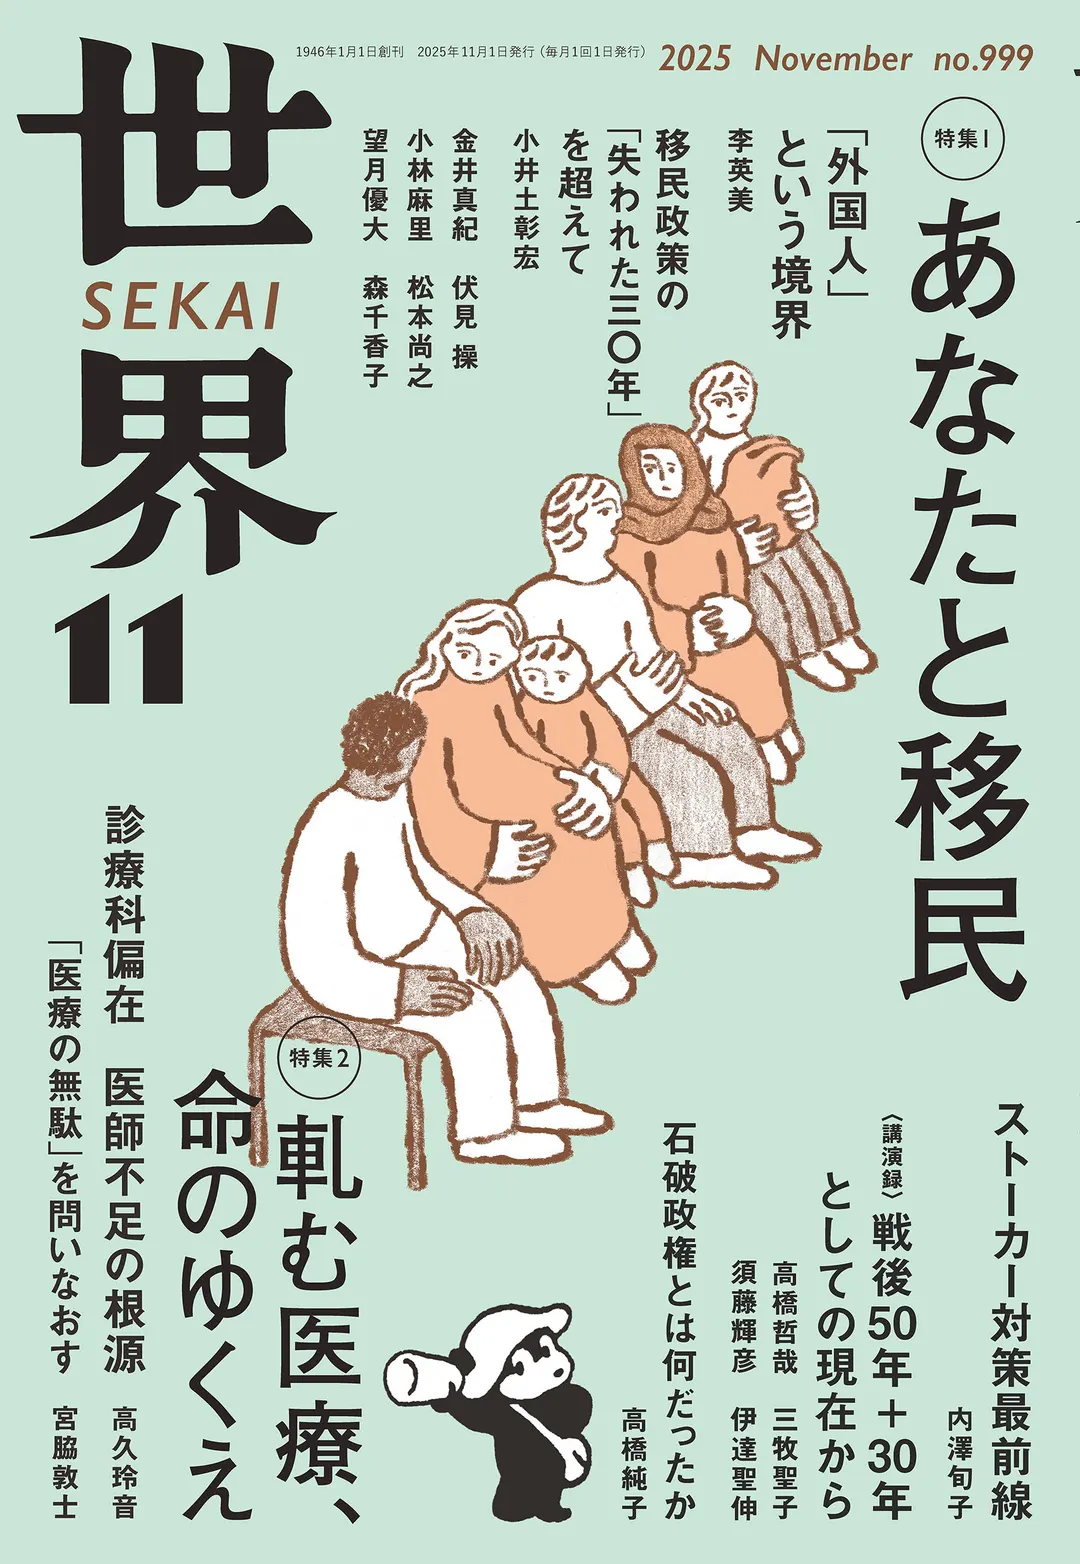 1946年1月1日創刊 2025年11月1日発行(毎月1回1日発行)
2025 November no.999
世界
SEKAI
11
特集1
あなたと移民
「外国人」
という境界
李英美
移民政策の
「失われた三〇年」
を超えて
小井土彰宏
金井真紀 伏見操
小林麻里 松本尚之
望月優大 森千香子
特集2
軋む医療、
命のゆくえ
診療科偏在 医師不足の根源
高久玲音
「医療の無駄」を問いなおす
宮脇敦士
ストーカー対策最前線
内澤旬子
〈講演録〉戦後50年+30年
としての現在から
高橋哲哉 三牧聖子
須藤輝彦 伊達聖伸
石破政権とは何だったか
高橋純子